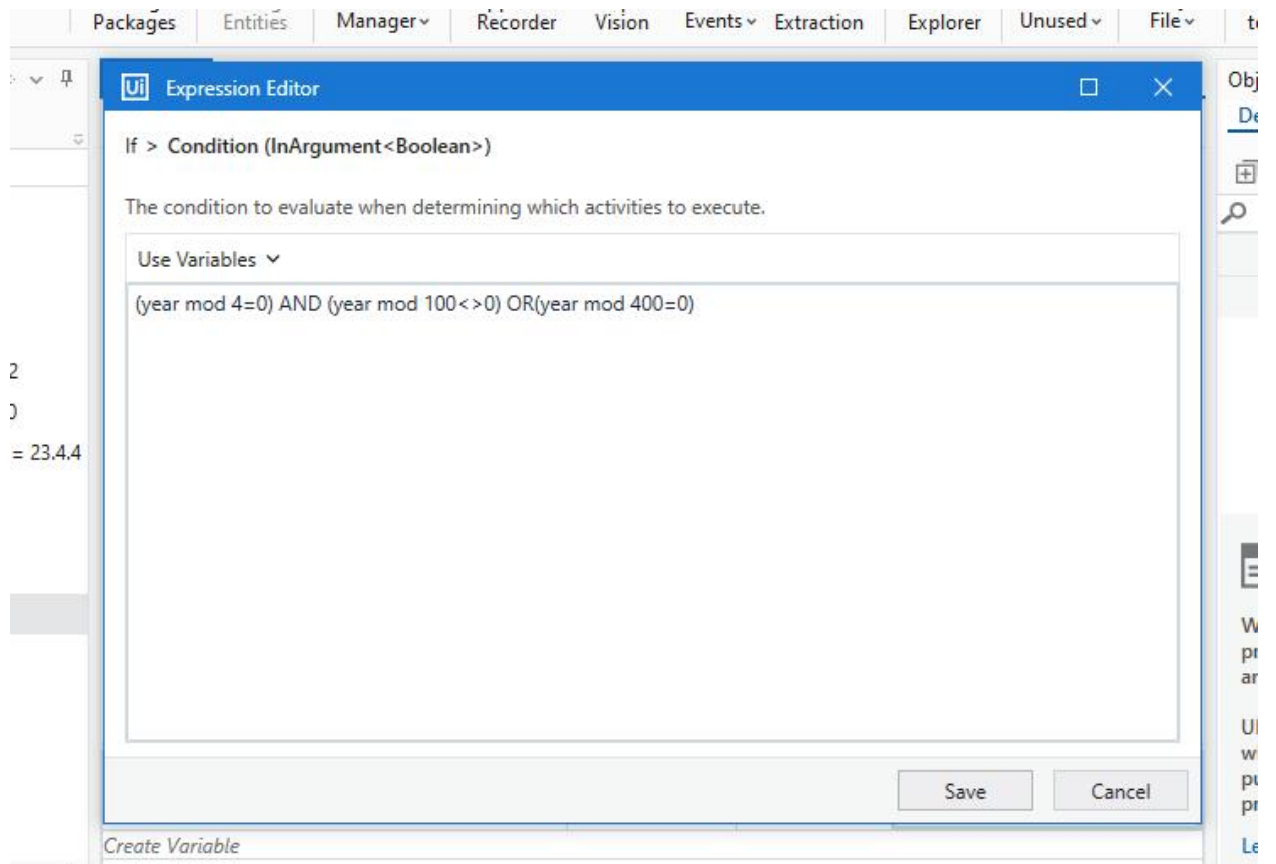 Packages Entities Manager Recorder Vision Events Extraction Explorer Unused File
Ui Expression Editor
If > Condition (InArgument<Boolean>)
The condition to evaluate when determining which activities to execute.
Use Variables
(year mod 4=0) AND (year mod 100<>0) OR(year mod 400=0)
2
= 23.4.4
Save Cancel
Create Variable